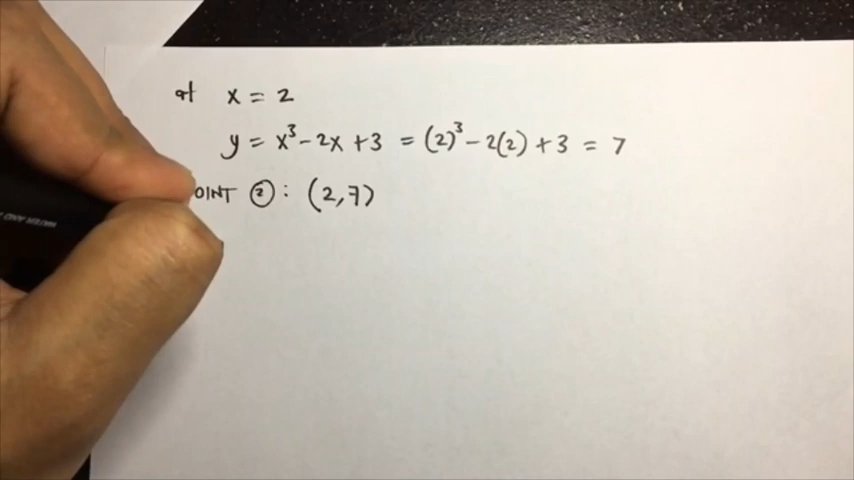 at x = 2
y = x³ - 2x + 3 = (2)³ - 2(2) + 3 = 7
OINT ②: (2,7)